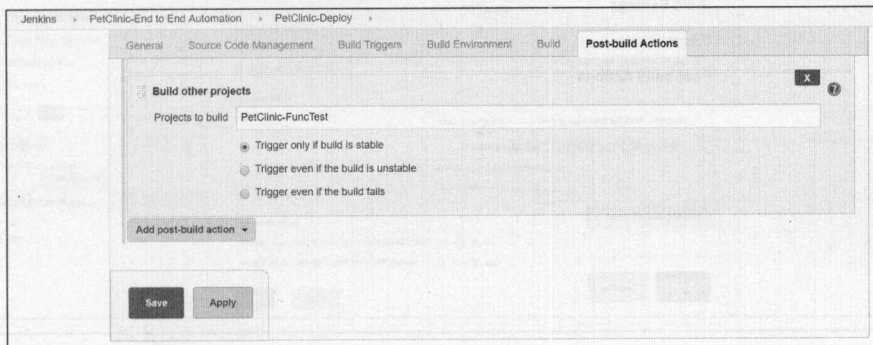 Jenkins › PetClinic-End to End Automation › PetClinic-Deploy ›
General Source Code Management Build Triggers Build Environment Build Post-build Actions
X
Build other projects ?
Projects to build PetClinic-FuncTest
Trigger only if build is stable
Trigger even if the build is unstable
Trigger even if the build fails
Add post-build action
Save Apply